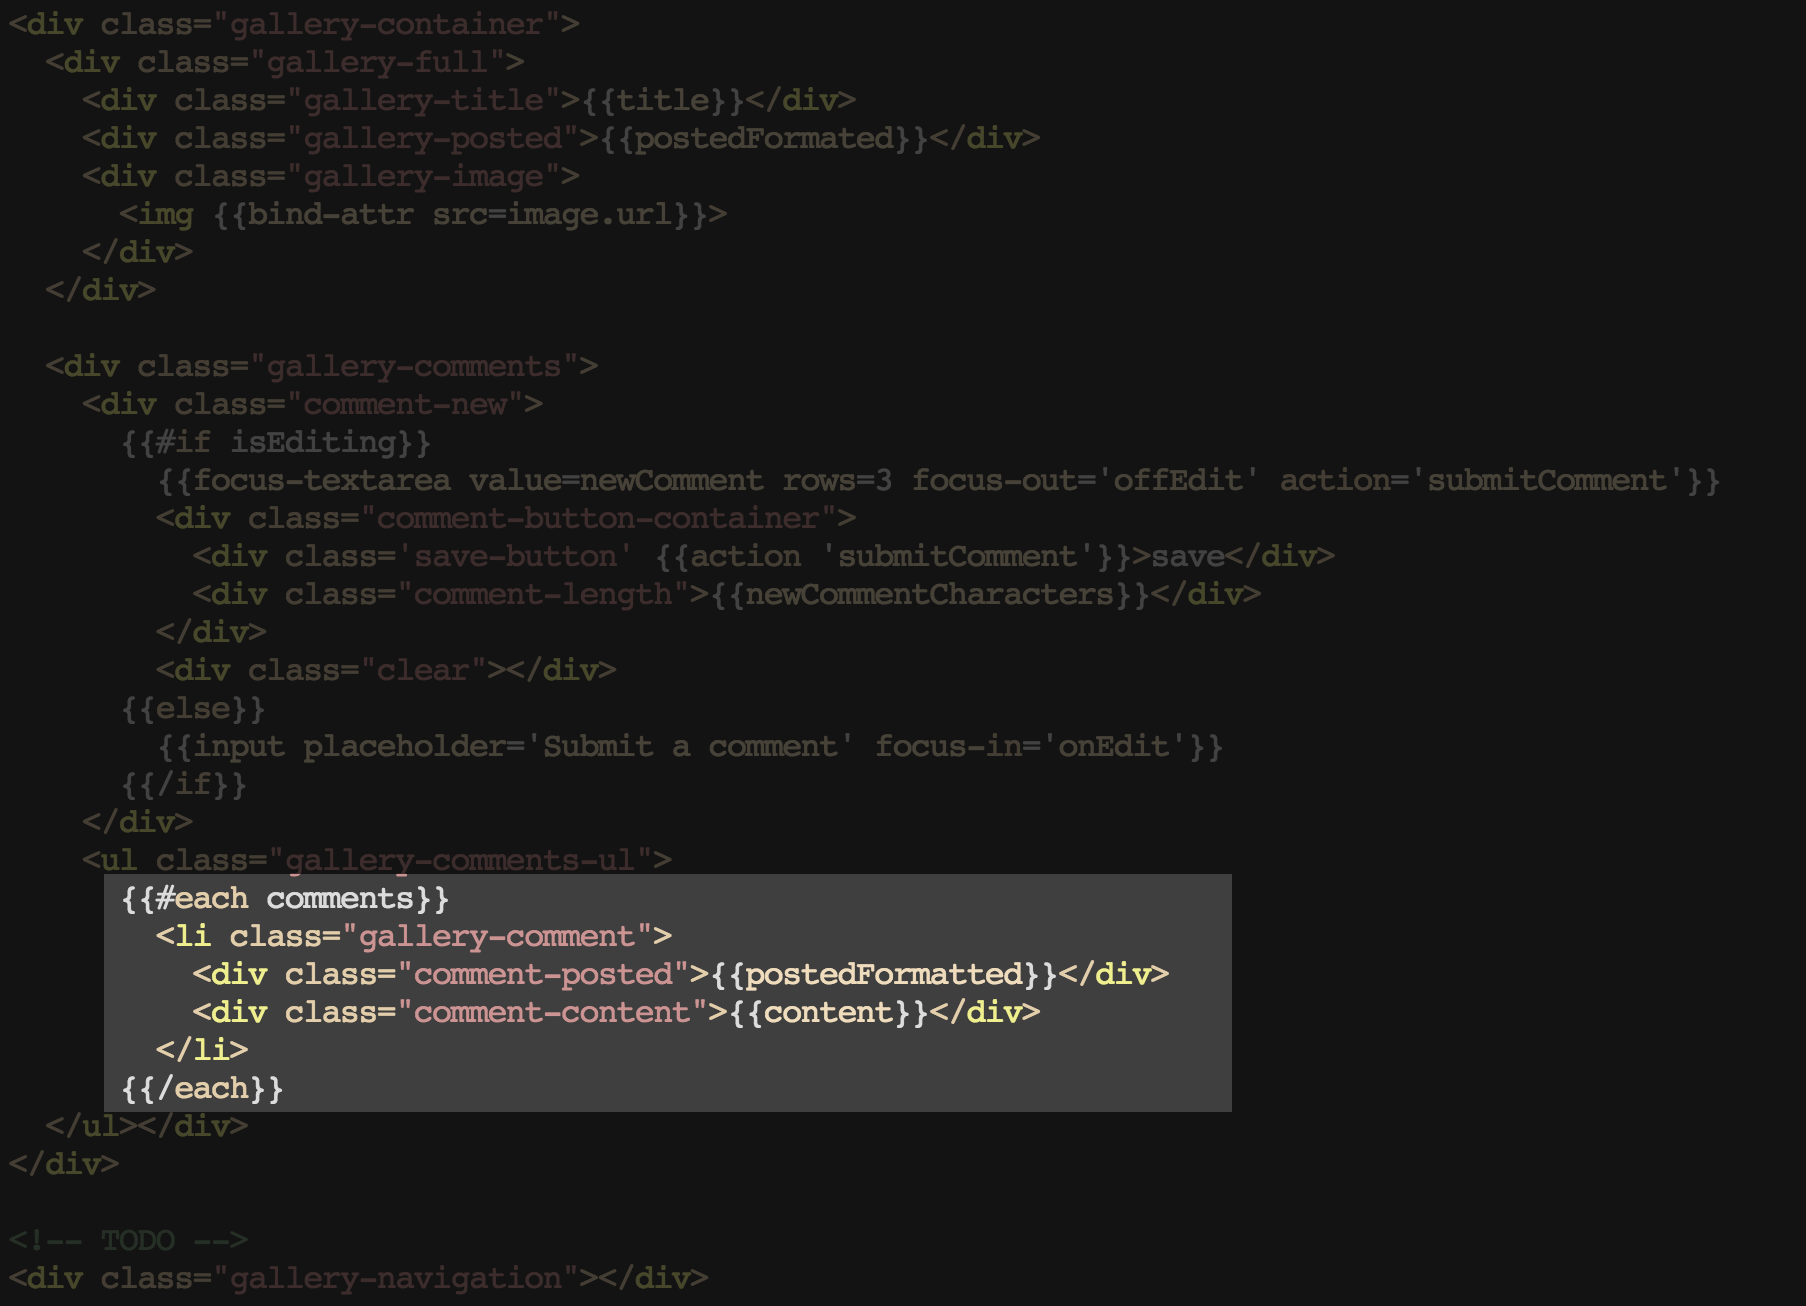 <div class="gallery-container">
  <div class="gallery-full">
    <div class="gallery-title">{{title}}</div>
    <div class="gallery-posted">{{postedFormated}}</div>
    <div class="gallery-image">
      <img {{bind-attr src=image.url}}>
    </div>
  </div>

  <div class="gallery-comments">
    <div class="comment-new">
      {{#if isEditing}}
        {{focus-textarea value=newComment rows=3 focus-out='offEdit' action='submitComment'}}
        <div class="comment-button-container">
          <div class='save-button' {{action 'submitComment'}}>save</div>
          <div class="comment-length">{{newCommentCharacters}}</div>
        </div>
        <div class="clear"></div>
      {{else}}
        {{input placeholder='Submit a comment' focus-in='onEdit'}}
      {{/if}}
    </div>
    <ul class="gallery-comments-ul">
      {{#each comments}}
        <li class="gallery-comment">
          <div class="comment-posted">{{postedFormatted}}</div>
          <div class="comment-content">{{content}}</div>
        </li>
      {{/each}}
  </ul></div>
</div>

<!-- TODO -->
<div class="gallery-navigation"></div>